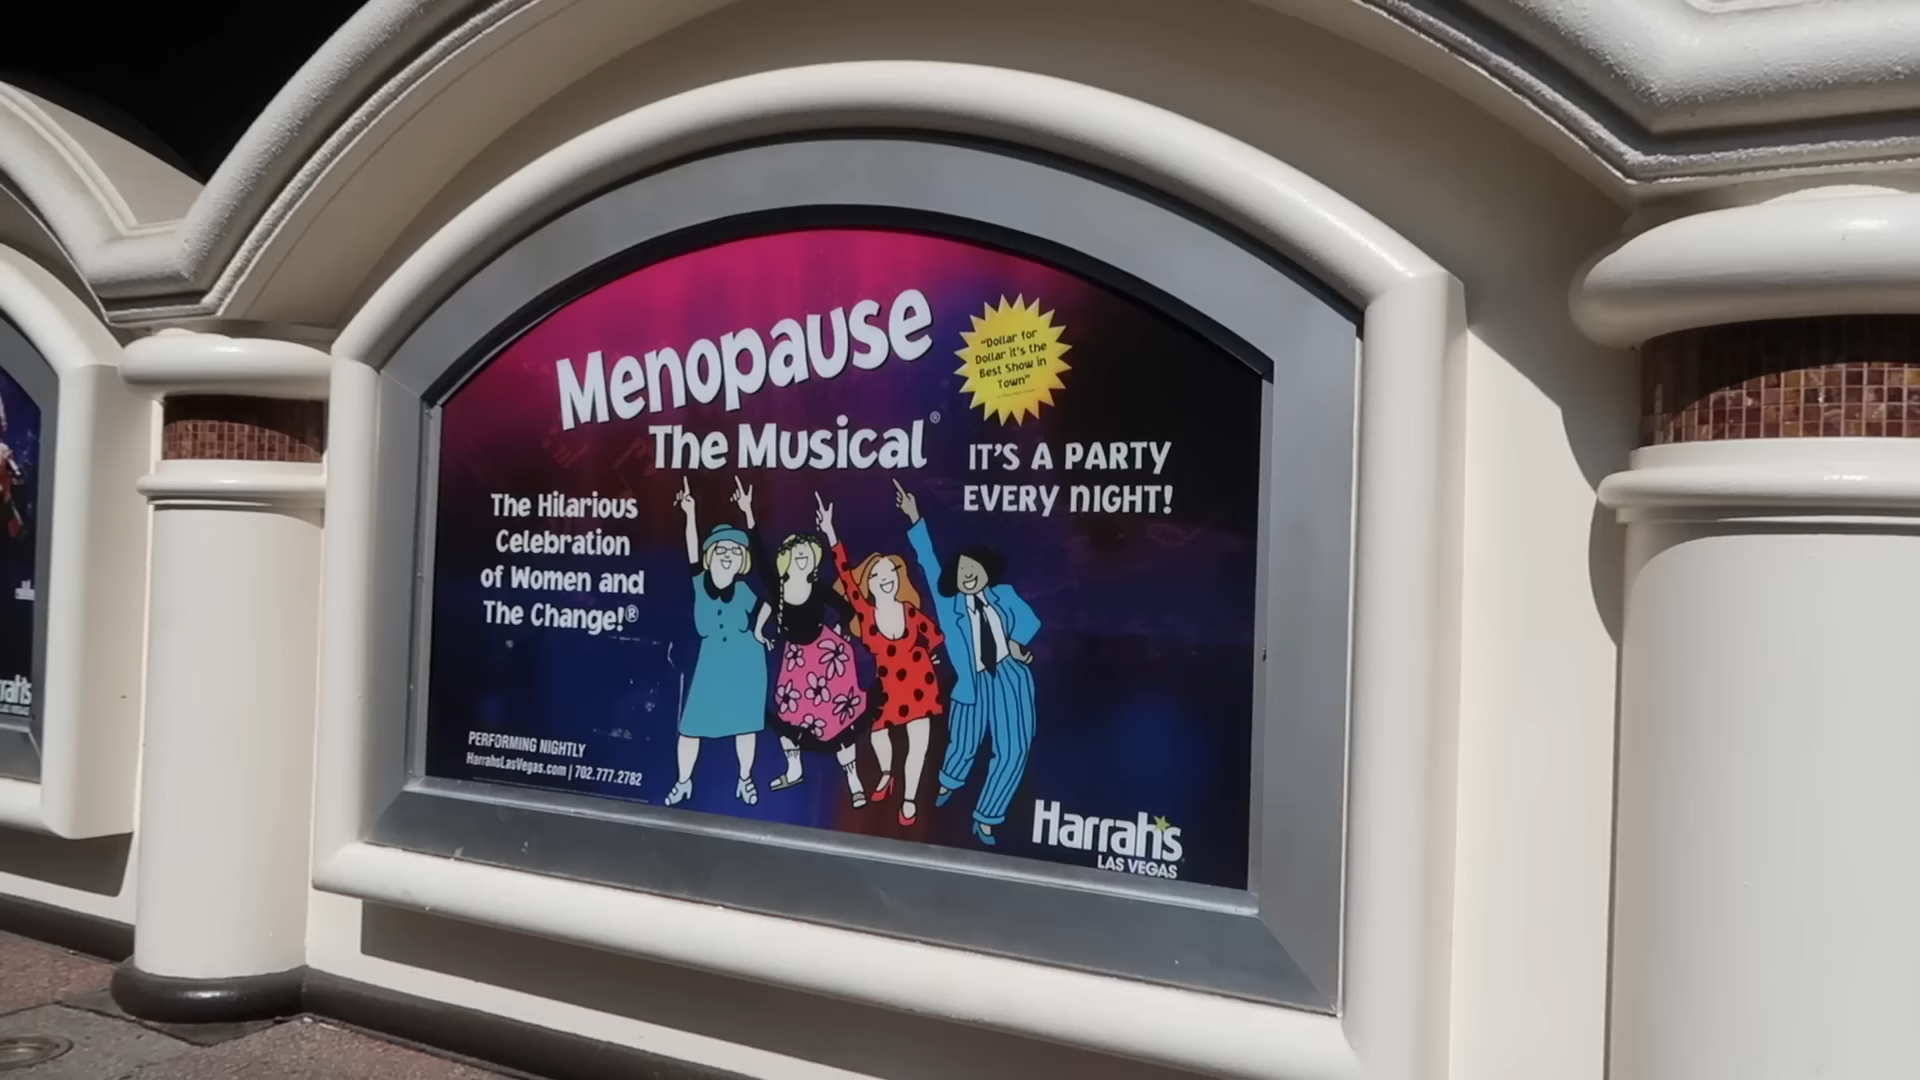 Menopause
The Musical®
"Dollar for
Dollar it's the
Best Show in
Town"
IT'S A PARTY
EVERY NIGHT!
The Hilarious
Celebration
of Women and
The Change!®
PERFORMING NIGHTLY
HarrahsLasVegas.com | 702.777.2782
Harrah's
LAS VEGAS